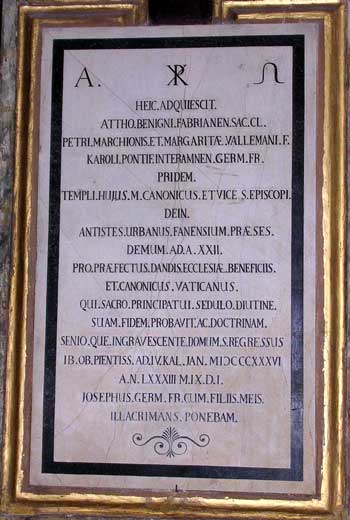 A. ☧ Ω
HEIC. ADQUIESCIT.
ATTHO. BENIGNI. FABRIANEN. SAC. CL.
PETRI. MARCHIONIS. ET. MARGARITÆ. VALLEMANI. F.
KAROLI. PONTIF. INTERAMNEN. GERM. FR.
PRIDEM.
TEMPLI. HUJUS. M. CANONICUS. ET VICE S. EPISCOPI.
DEIN.
ANTISTES. URBANUS. FANENSIUM. PRÆSES.
DEMUM. AD. A. XXII.
PRO. PRÆFECTUS. DANDIS. ECCLESIÆ. BENEFICIIS.
ET. CANONICUS. VATICANUS.
QUI. SACRO. PRINCIPATUI. SEDULO. DIUTINE.
SUAM. FIDEM. PROBAVIT. AC. DOCTRINAM.
SENIO. QUE. INGRAVESCENTE. DOMUM. S. REGRESSUS
IB. OB. PIENTISS. AD. IV. KAL. JAN. MDCCCXXXVI
A. N. LXXXIII M. IX. D. I.
JOSEPHUS. GERM. FR. CUM. FILIIS. MEIS.
ILLACRIMANS. PONEBAM.